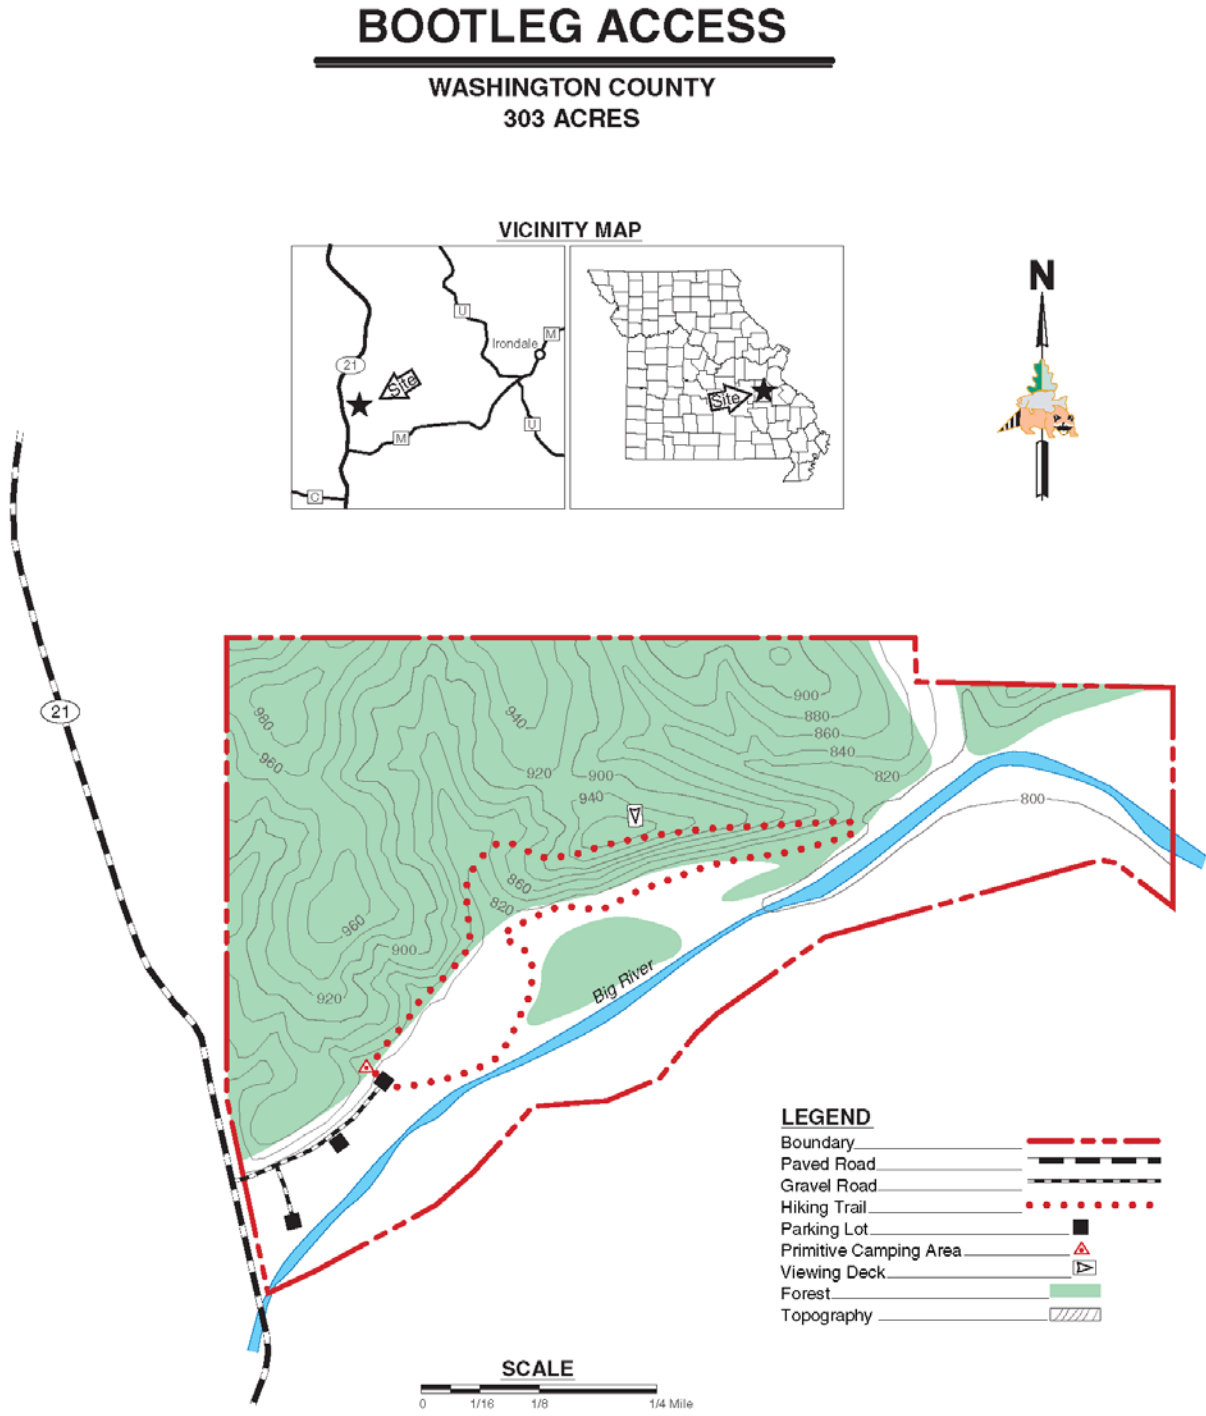 BOOTLEG ACCESS
WASHINGTON COUNTY
303 ACRES
VICINITY MAP
U
M
Irondale
21
Site
M
U
C
Site
N
21
980
960
940
920
900
940
900
880
860
840
820
800
860
820
960
900
920
Big River
LEGEND
Boundary
Paved Road
Gravel Road
Hiking Trail
Parking Lot
Primitive Camping Area
Viewing Deck
Forest
Topography
SCALE
0 1/16 1/8 1/4 Mile